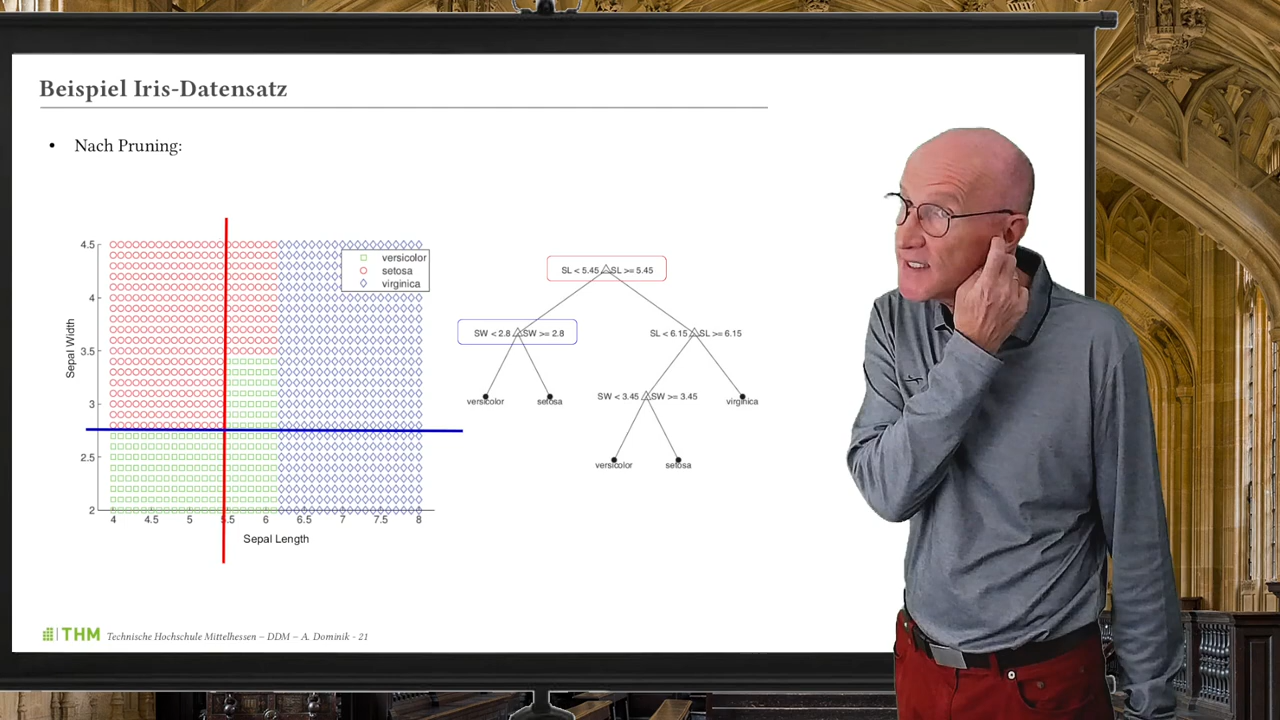 Beispiel Iris-Datensatz
• Nach Pruning:
4.5
4
3.5
3
2.5
2
Sepal Width
4 4.5 5 5.5 6 6.5 7 7.5 8
Sepal Length
versicolor
setosa
virginica
SL < 5.45 SL >= 5.45
SW < 2.8 SW >= 2.8
SL < 6.15 SL >= 6.15
versicolor setosa
SW < 3.45 SW >= 3.45
virginica
versicolor setosa
THM Technische Hochschule Mittelhessen – DDM – A. Dominik - 21